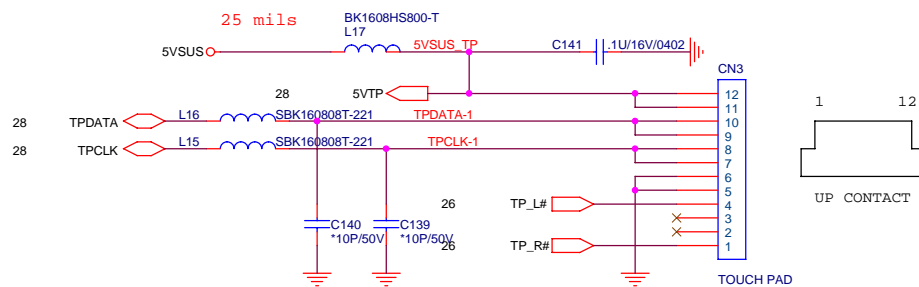 25 mils
BK1608HS800-T
L17
5VSUS
5VSUS_TP
C141
.1U/16V/0402
CN3
28
5VTP
12
11
1
12
28
TPDATA
L16
SBK160808T-221
TPDATA-1
10
9
28
TPCLK
L15
SBK160808T-221
TPCLK-1
8
7
6
5
UP CONTACT
26
TP_L#
4
3
2
C140
*10P/50V
C139
*10P/50V
26
TP_R#
1
TOUCH PAD